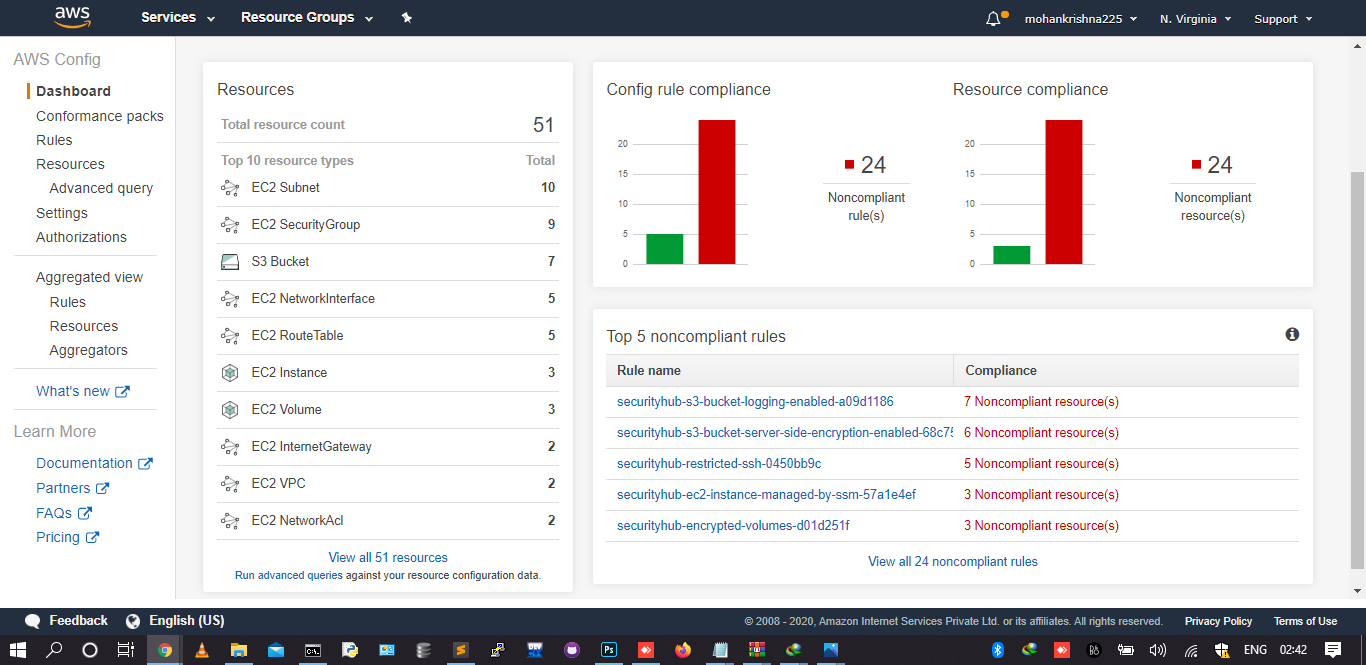 aws
Services
Resource Groups
mohankrishna225
N. Virginia
Support
AWS Config
Dashboard
Conformance packs
Rules
Resources
Advanced query
Settings
Authorizations
Aggregated view
Rules
Resources
Aggregators
What's new
Learn More
Documentation
Partners
FAQs
Pricing
Resources
Total resource count 51
Top 10 resource types Total
EC2 Subnet 10
EC2 SecurityGroup 9
S3 Bucket 7
EC2 NetworkInterface 5
EC2 RouteTable 5
EC2 Instance 3
EC2 Volume 3
EC2 InternetGateway 2
EC2 VPC 2
EC2 NetworkAcl 2
View all 51 resources
Run advanced queries against your resource configuration data.
Config rule compliance
20
15
10
5
0
24
Noncompliant
rule(s)
Resource compliance
20
15
10
5
0
24
Noncompliant
resource(s)
Top 5 noncompliant rules
Rule name Compliance
securityhub-s3-bucket-logging-enabled-a09d1186 7 Noncompliant resource(s)
securityhub-s3-bucket-server-side-encryption-enabled-68c75 6 Noncompliant resource(s)
securityhub-restricted-ssh-0450bb9c 5 Noncompliant resource(s)
securityhub-ec2-instance-managed-by-ssm-57a1e4ef 3 Noncompliant resource(s)
securityhub-encrypted-volumes-d01d251f 3 Noncompliant resource(s)
View all 24 noncompliant rules
Feedback
English (US)
© 2008 - 2020, Amazon Internet Services Private Ltd. or its affiliates. All rights reserved.
Privacy Policy
Terms of Use
Ps
ENG
02:42